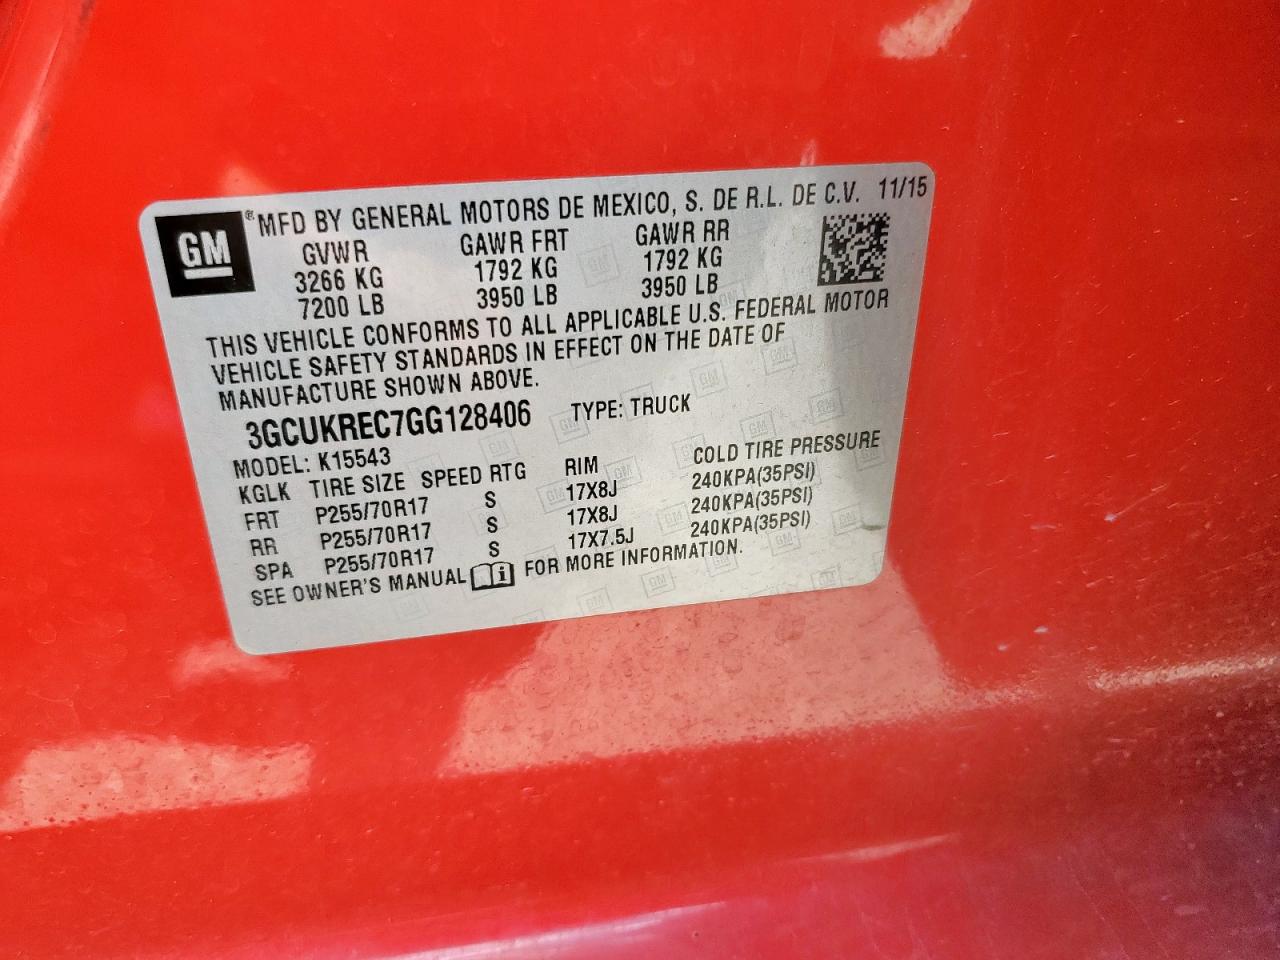 GM ® MFD BY GENERAL MOTORS DE MEXICO, S. DE R.L. DE C.V. 11/15
GVWR GAWR FRT GAWR RR
3266 KG 1792 KG 1792 KG
7200 LB 3950 LB 3950 LB
THIS VEHICLE CONFORMS TO ALL APPLICABLE U.S. FEDERAL MOTOR
VEHICLE SAFETY STANDARDS IN EFFECT ON THE DATE OF
MANUFACTURE SHOWN ABOVE.
3GCUKREC7GG128406 TYPE: TRUCK
MODEL: K15543
KGLK TIRE SIZE SPEED RTG RIM COLD TIRE PRESSURE
FRT P255/70R17 S 17X8J 240KPA(35PSI)
RR P255/70R17 S 17X8J 240KPA(35PSI)
SPA P255/70R17 S 17X7.5J 240KPA(35PSI)
SEE OWNER'S MANUAL i FOR MORE INFORMATION.